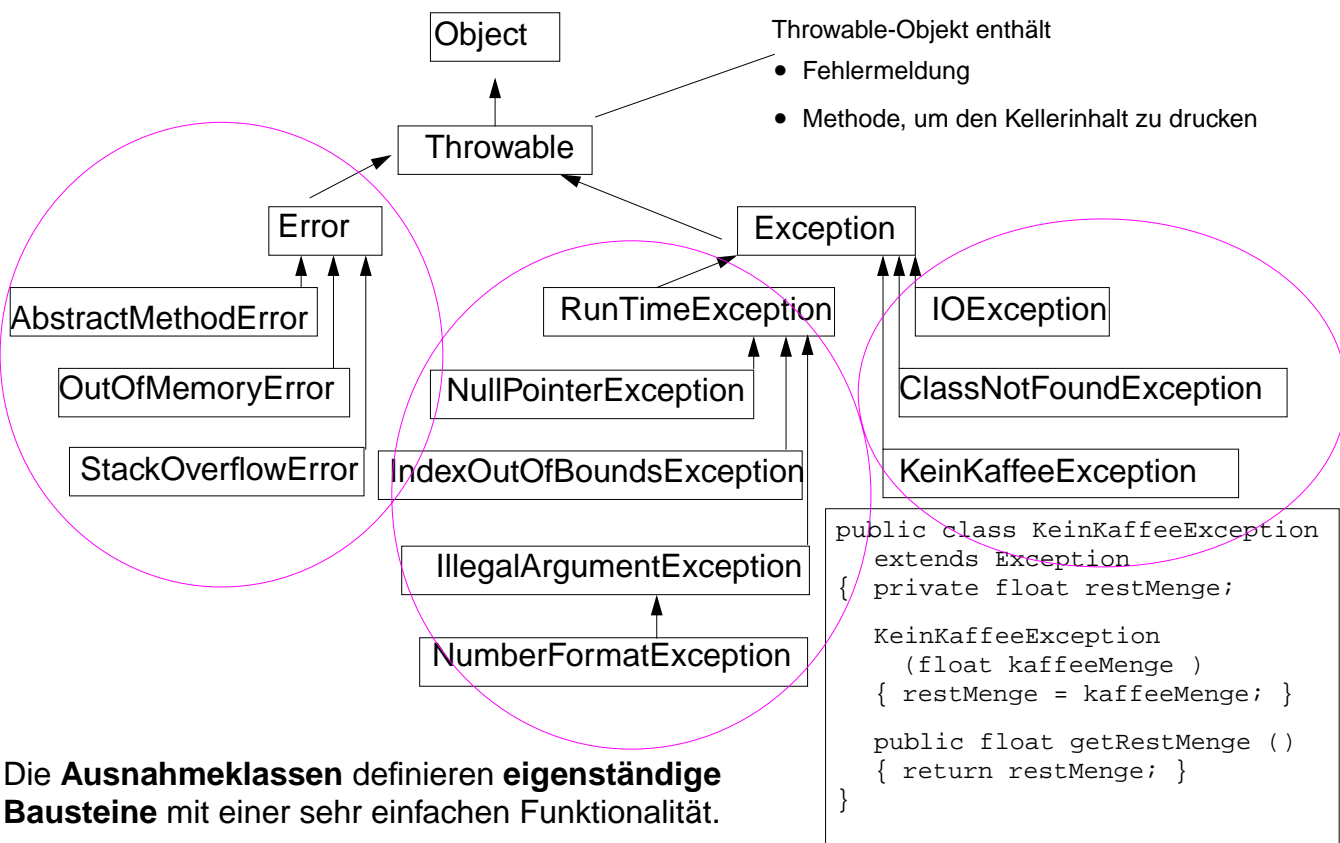 Object
Throwable-Objekt enthält
• Fehlermeldung
• Methode, um den Kellerinhalt zu drucken
Throwable
Error
Exception
AbstractMethodError
RunTimeException
IOException
OutOfMemoryError
NullPointerException
ClassNotFoundException
StackOverflowError
IndexOutOfBoundsException
KeinKaffeeException
IllegalArgumentException
NumberFormatException
public class KeinKaffeeException
extends Exception
{ private float restMenge;
KeinKaffeeException
(float kaffeeMenge )
{ restMenge = kaffeeMenge; }
public float getRestMenge ()
{ return restMenge; }
}
Die Ausnahmeklassen definieren eigenständige
Bausteine mit einer sehr einfachen Funktionalität.